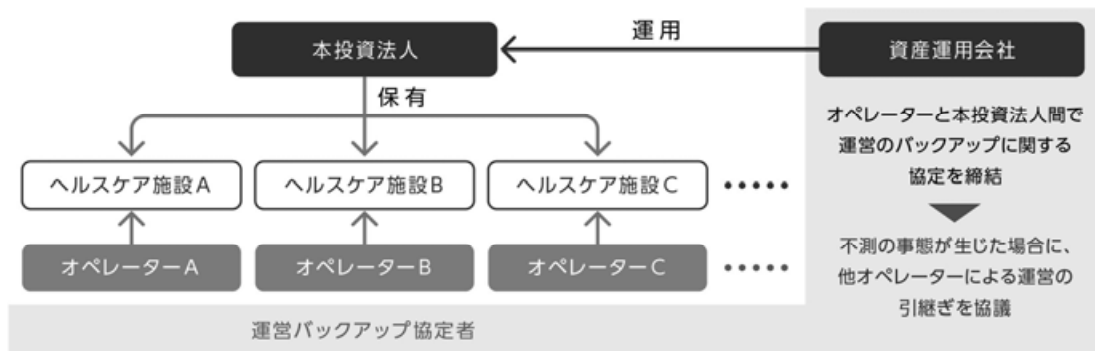 本投資法人
運用
資産運用会社
保有
ヘルスケア施設A
ヘルスケア施設B
ヘルスケア施設C
•••••
オペレーターA
オペレーターB
オペレーターC
•••••
運営バックアップ協定者
オペレーターと本投資法人間で
運営のバックアップに関する
協定を締結
不測の事態が生じた場合に、
他オペレーターによる運営の
引継ぎを協議